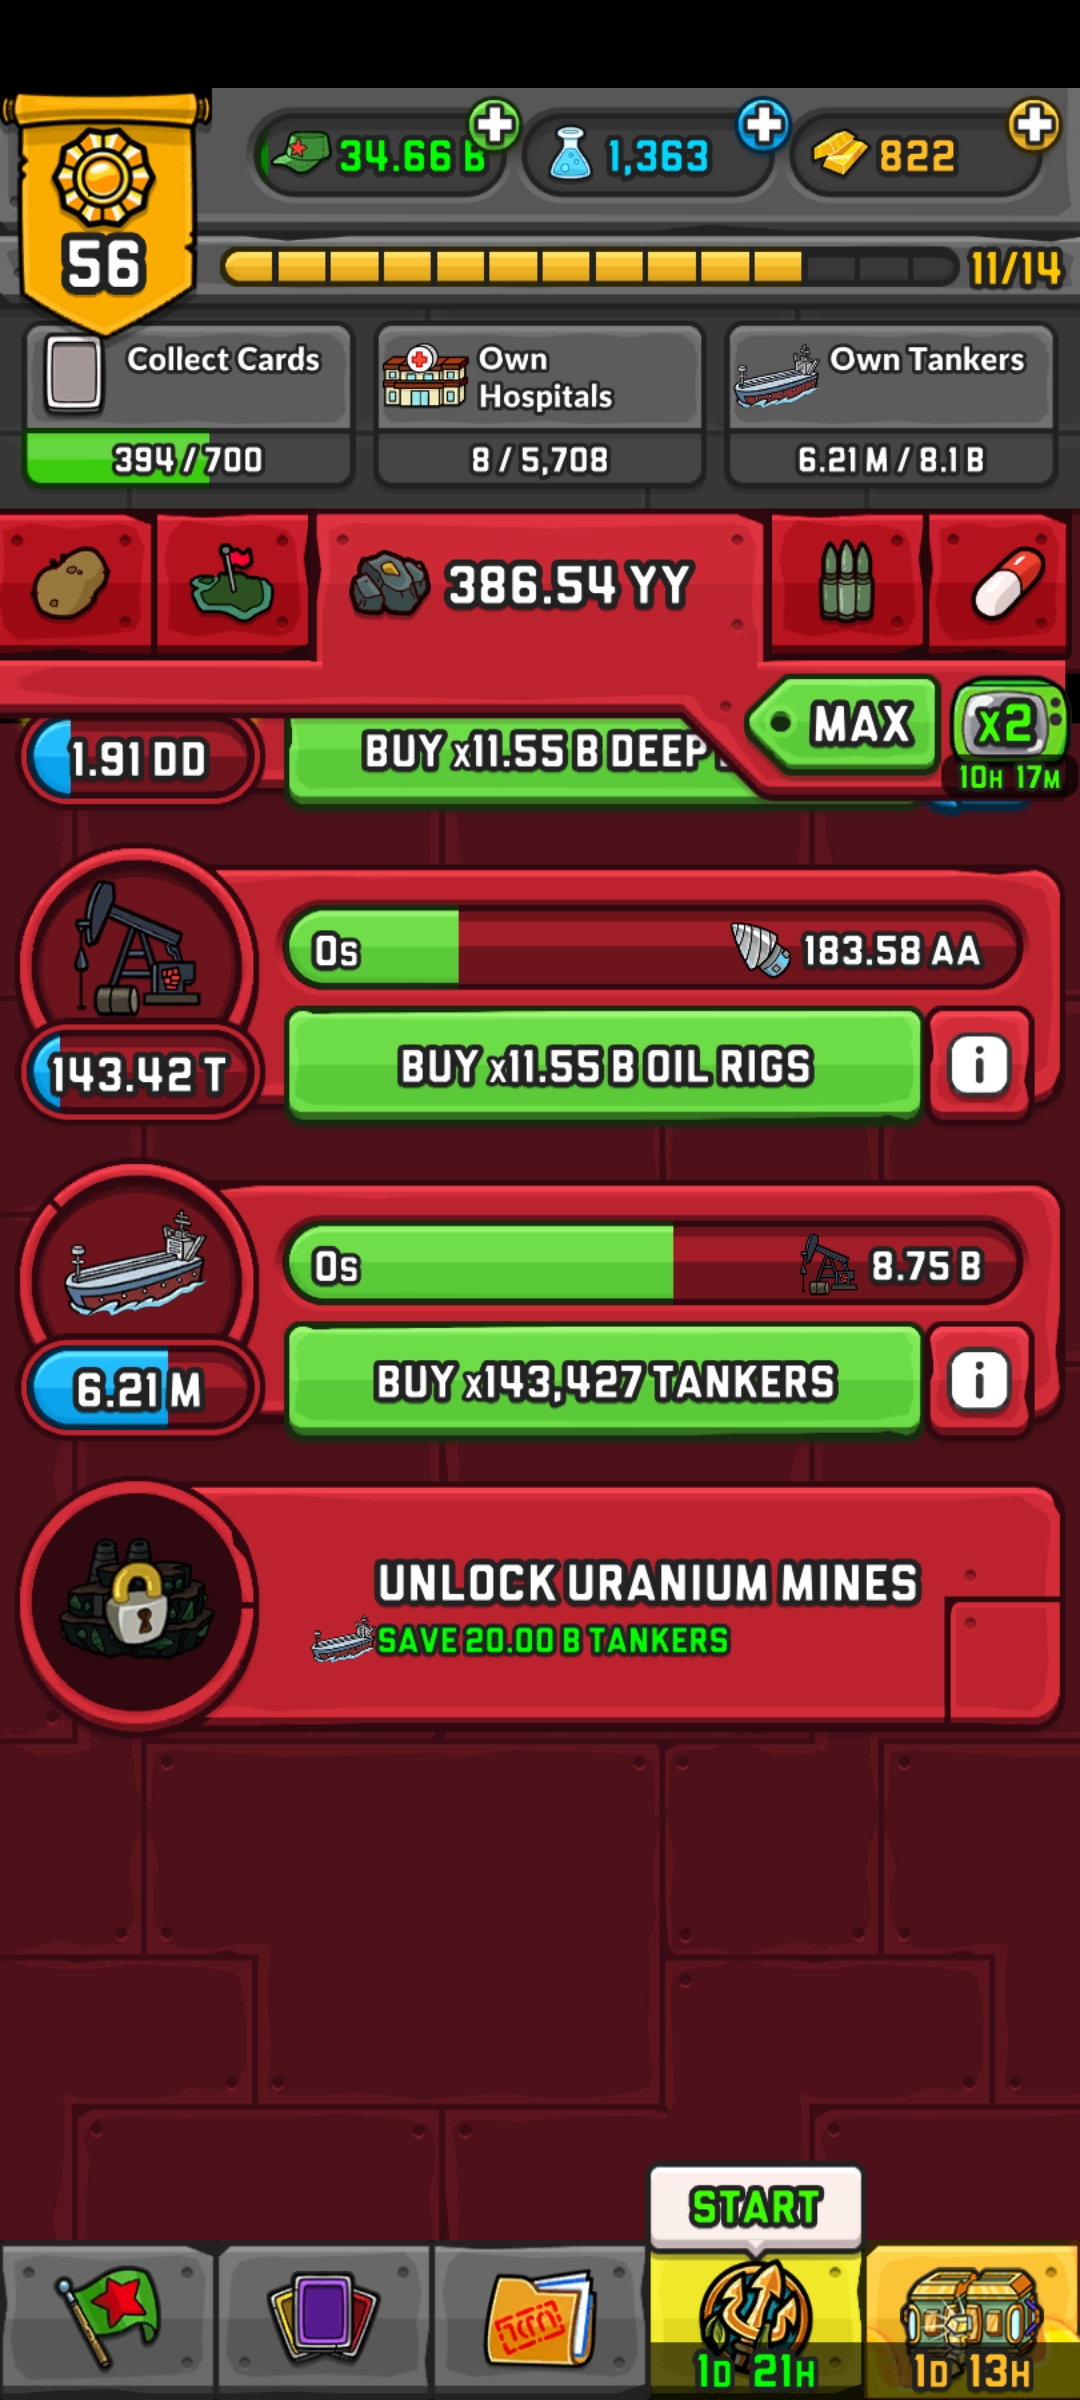 34.66 B
1,363
822
56
11/14
Collect Cards
394/700
Own
Hospitals
8/5,708
Own Tankers
6.21 M / 8.1 B
386.54 YY
MAX
x2
10H 17M
1.91 DD
BUY x11.55 B DEEP
0s
183.58 AA
143.42 T
BUY x11.55 B OIL RIGS
i
0s
8.75 B
6.21 M
BUY x143,427 TANKERS
i
UNLOCK URANIUM MINES
SAVE 20.00 B TANKERS
START
1D 21H
1D 13H